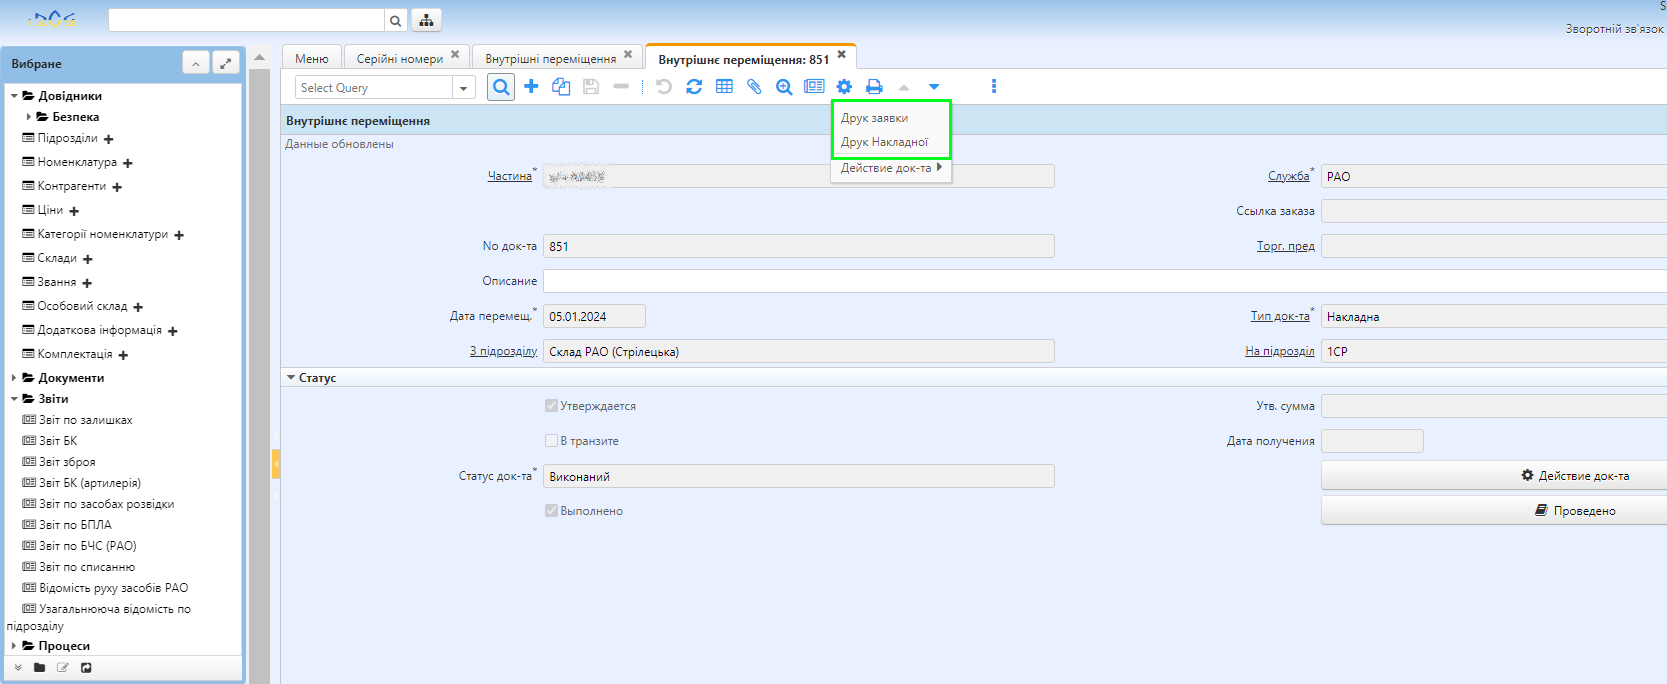 S
Зворотній зв'язок
Вибране
Довідники
Безпека
Підрозділи
Номенклатура
Контрагенти
Ціни
Категорії номенклатури
Склади
Звання
Особовий склад
Додаткова інформація
Комплектація
Документи
Звіти
Звіт по залишках
Звіт БК
Звіт зброя
Звіт БК (артилерія)
Звіт по засобах розвідки
Звіт по БПЛА
Звіт по БЧС (РАО)
Звіт по списанню
Відомість руху засобів РАО
Узагальнююча відомість по
підрозділу
Процеси
Меню
Серійні номери
Внутрішні переміщення
Внутрішнє переміщення: 851
Select Query
Друк заявки
Друк Накладної
Действие док-та
Внутрішнє переміщення
Данные обновлены
Частина*
Служба* РАО
Ссылка заказа
No док-та 851
Торг. пред
Описание
Дата перемещ.* 05.01.2024
Тип док-та* Накладна
З підрозділу Склад РАО (Стрілецька)
На підрозділ 1СР
Статус
Утверждается
Утв. сумма
В транзите
Дата получения
Статус док-та* Виконаний
Действие док-та
Выполнено
Проведено